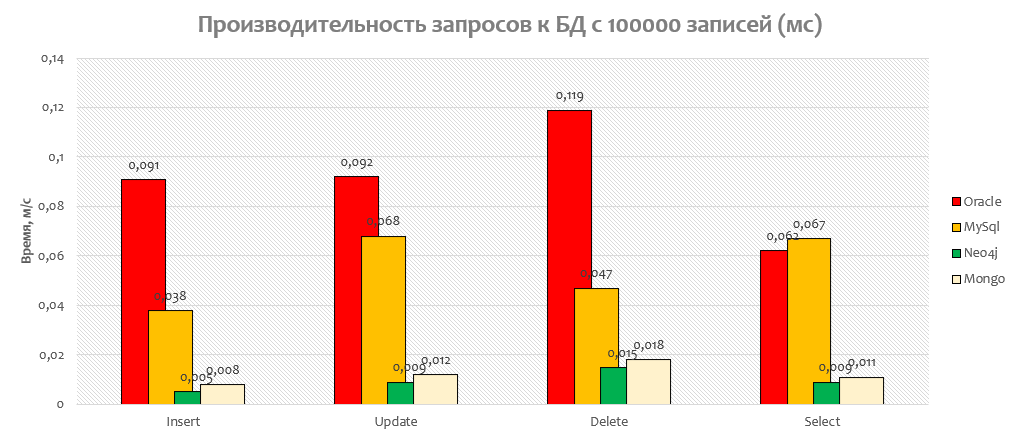 Производительность запросов к БД с 100000 записей (мс)
0,14
0,12
0,1
0,08
0,06
0,04
0,02
0
Время, м/с
0,091
0,038
0,005
0,008
0,092
0,068
0,009
0,012
0,119
0,047
0,015
0,018
0,062
0,067
0,009
0,011
Insert
Update
Delete
Select
Oracle
MySql
Neo4j
Mongo